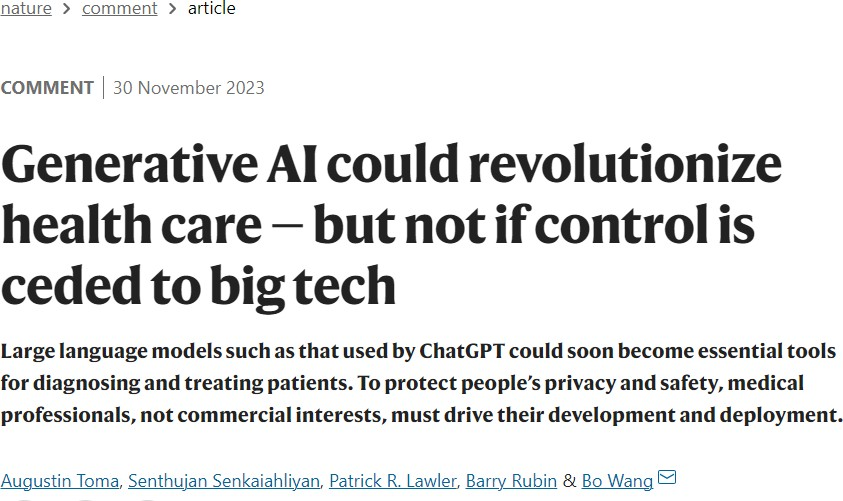 nature > comment > article
COMMENT | 30 November 2023
Generative AI could revolutionize
health care — but not if control is
ceded to big tech
Large language models such as that used by ChatGPT could soon become essential tools
for diagnosing and treating patients. To protect people’s privacy and safety, medical
professionals, not commercial interests, must drive their development and deployment.
Augustin Toma, Senthujan Senkaiahliyan, Patrick R. Lawler, Barry Rubin & Bo Wang